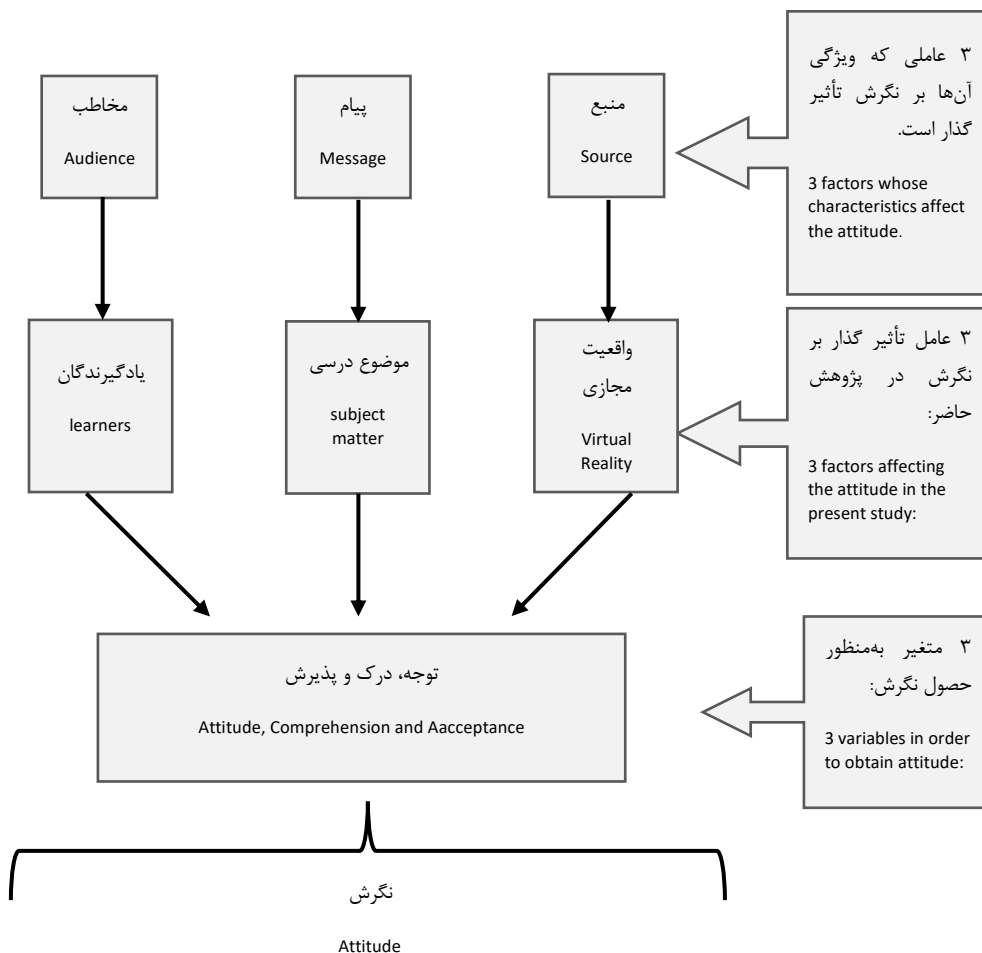 مخاطب
Audience
پیام
Message
منبع
Source
۳ عاملی که ویژگی
آن‌ها بر نگرش تأثیر
گذار است.
3 factors whose
characteristics affect
the attitude.
یادگیرندگان
learners
موضوع درسی
subject
matter
واقعیت
مجازی
Virtual
Reality
۳ عامل تأثیر گذار بر
نگرش در پژوهش
حاضر:
3 factors affecting
the attitude in the
present study:
توجه، درک و پذیرش
Attitude, Comprehension and Aacceptance
۳ متغیر به‌منظور
حصول نگرش:
3 variables in order
to obtain attitude:
نگرش
Attitude